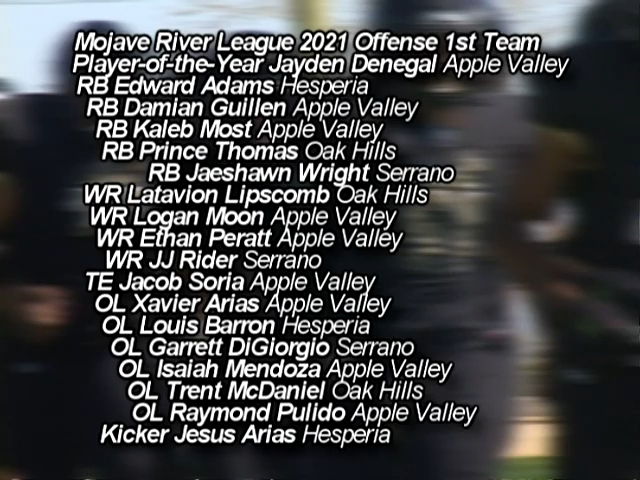 Mojave River League 2021 Offense 1st Team
Player-of-the-Year Jayden Denegal Apple Valley
RB Edward Adams Hesperia
RB Damian Guillen Apple Valley
RB Kaleb Most Apple Valley
RB Prince Thomas Oak Hills
RB Jaeshawn Wright Serrano
WR Latavion Lipscomb Oak Hills
WR Logan Moon Apple Valley
WR Ethan Peratt Apple Valley
WR JJ Rider Serrano
TE Jacob Soria Apple Valley
OL Xavier Arias Apple Valley
OL Louis Barron Hesperia
OL Garrett DiGiorgio Serrano
OL Isaiah Mendoza Apple Valley
OL Trent McDaniel Oak Hills
OL Raymond Pulido Apple Valley
Kicker Jesus Arias Hesperia